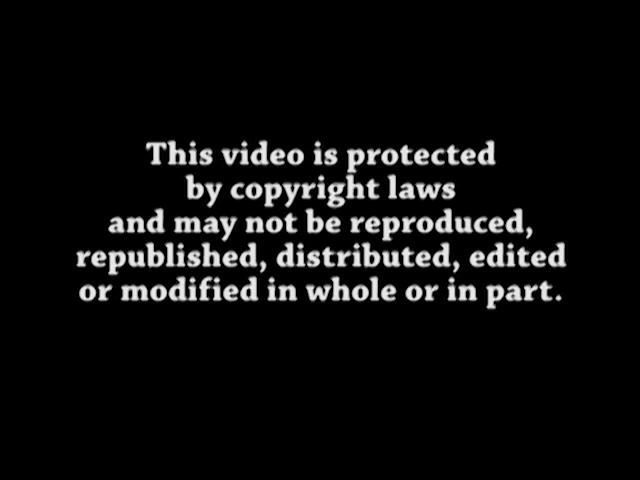 This video is protected
by copyright laws
and may not be reproduced,
republished, distributed, edited
or modified in whole or in part.